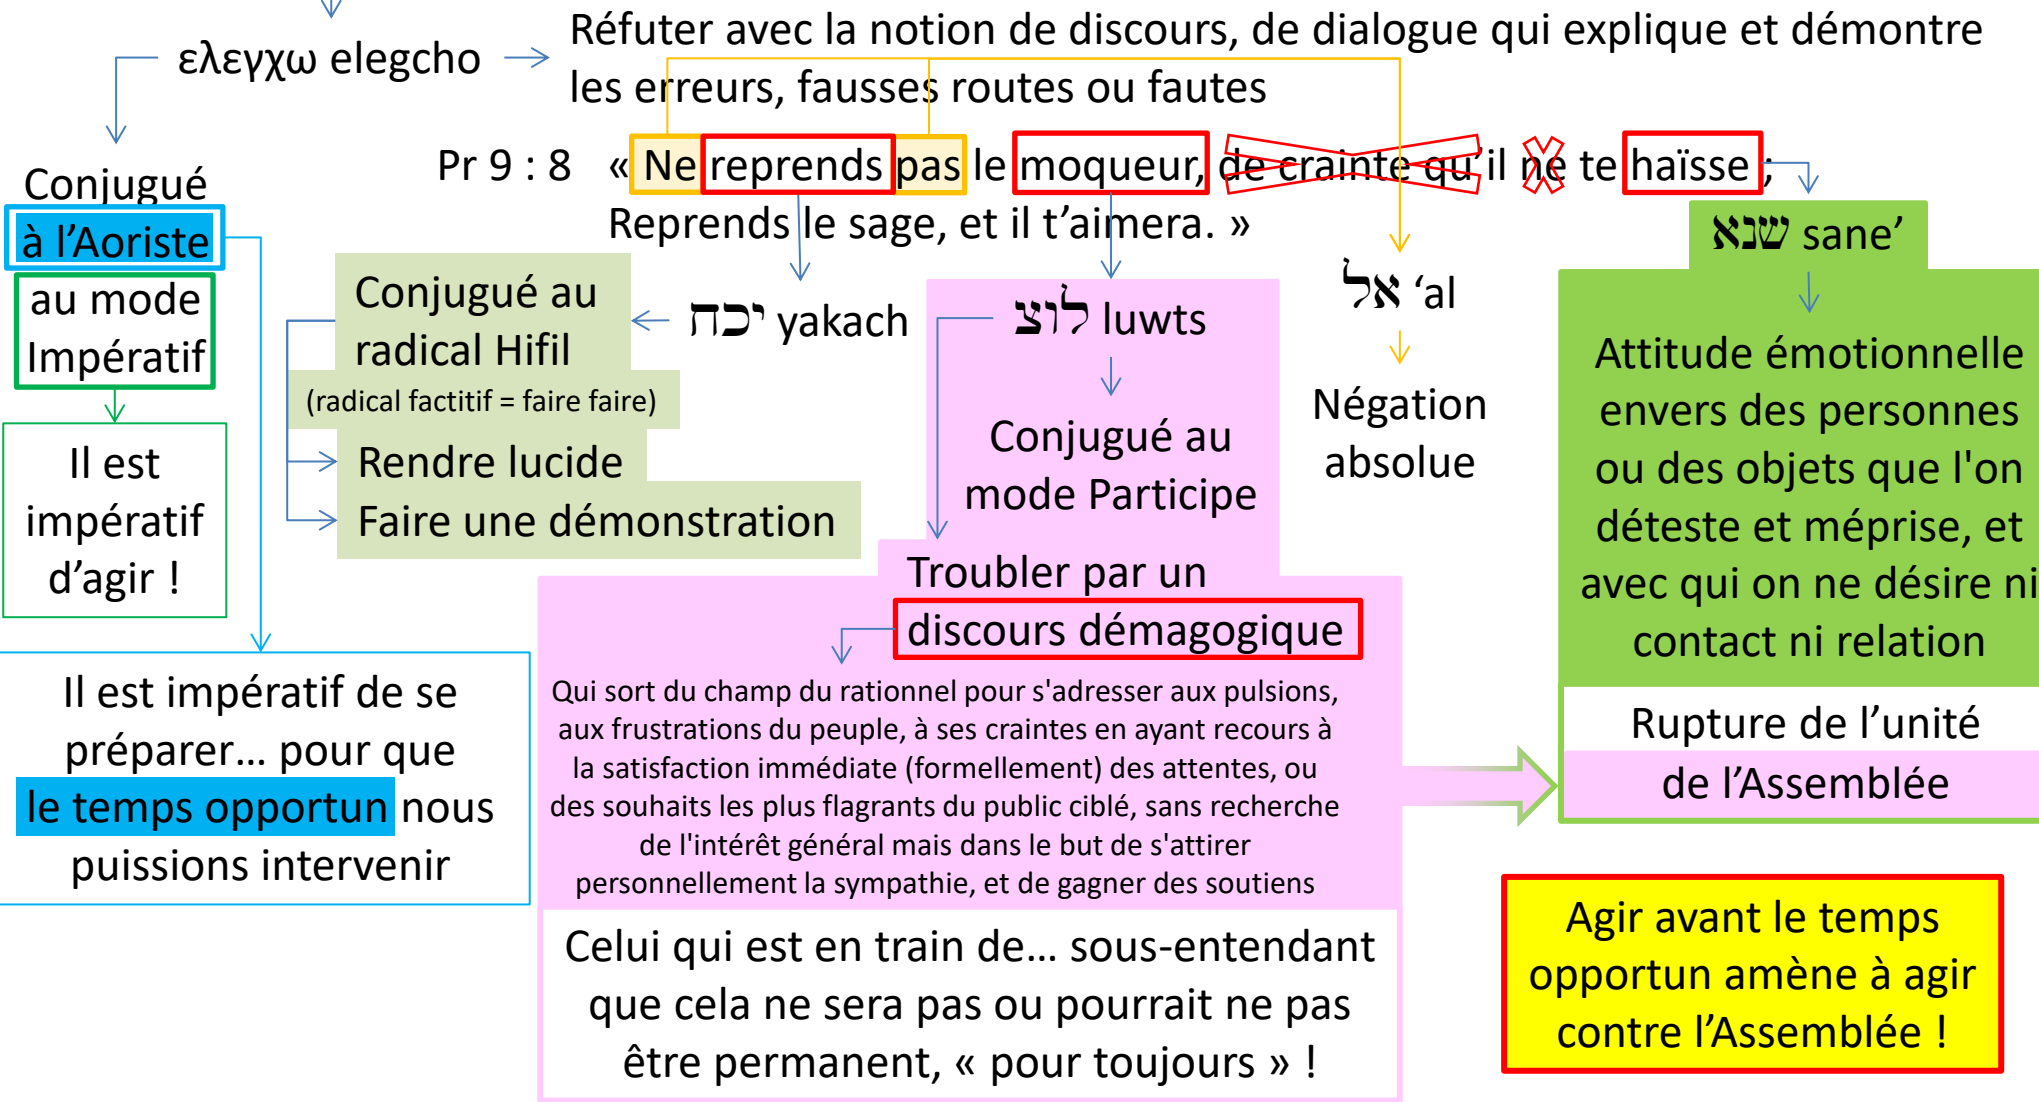 ελεγχω elegcho
Réfuter avec la notion de discours, de dialogue qui explique et démontre
les erreurs, fausses routes ou fautes
Pr 9 : 8 « Ne reprends pas le moqueur, de crainte qu'il ne te haïsse ;
Reprends le sage, et il t’aimera. »
Conjugué
à l’Aoriste
au mode
Impératif
Il est
impératif
d’agir !
Il est impératif de se
préparer… pour que
le temps opportun nous
puissions intervenir
Conjugué au
radical Hifil
(radical factitif = faire faire)
Rendre lucide
Faire une démonstration
יכח yakach
לוצ luwts
Conjugué au
mode Participe
Troubler par un
discours démagogique
Qui sort du champ du rationnel pour s'adresser aux pulsions,
aux frustrations du peuple, à ses craintes en ayant recours à
la satisfaction immédiate (formellement) des attentes, ou
des souhaits les plus flagrants du public ciblé, sans recherche
de l'intérêt général mais dans le but de s'attirer
personnellement la sympathie, et de gagner des soutiens
Celui qui est en train de… sous-entendant
que cela ne sera pas ou pourrait ne pas
être permanent, « pour toujours » !
אל ‘al
Négation
absolue
שנא sane’
Attitude émotionnelle
envers des personnes
ou des objets que l'on
déteste et méprise, et
avec qui on ne désire ni
contact ni relation
Rupture de l’unité
de l’Assemblée
Agir avant le temps
opportun amène à agir
contre l’Assemblée !